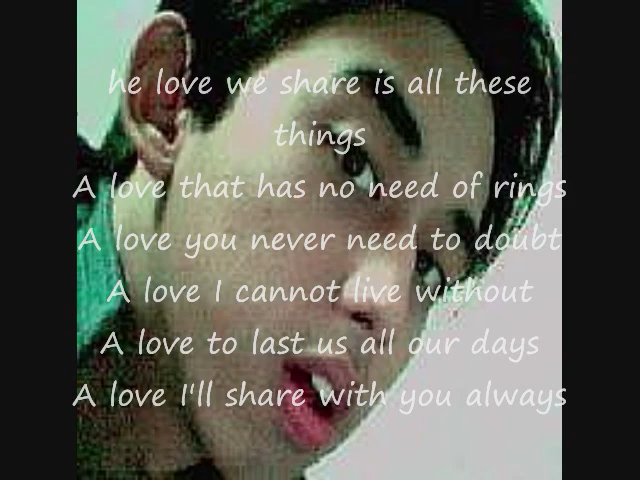 he love we share is all these
things
A love that has no need of rings
A love you never need to doubt
A love I cannot live without
A love to last us all our days
A love I'll share with you always